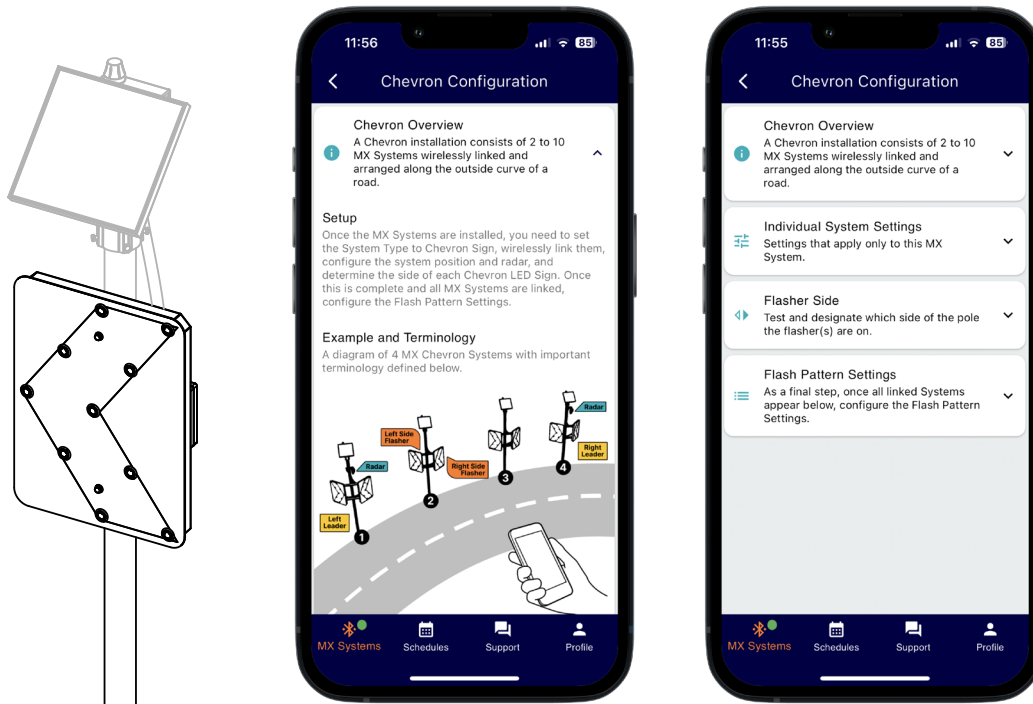 11:56
85
Chevron Configuration
Chevron Overview
A Chevron installation consists of 2 to 10
MX Systems wirelessly linked and
arranged along the outside curve of a
road.
Setup
Once the MX Systems are installed, you need to set
the System Type to Chevron Sign, wirelessly link them,
configure the system position and radar, and
determine the side of each Chevron LED Sign. Once
this is complete and all MX Systems are linked,
configure the Flash Pattern Settings.
Example and Terminology
A diagram of 4 MX Chevron Systems with important
terminology defined below.
Radar
Left Side
Flasher
Radar
Right
Leader
Right Side
Flasher
Left
Leader
1
2
3
4
MX Systems
Schedules
Support
Profile
11:55
85
Chevron Configuration
Chevron Overview
A Chevron installation consists of 2 to 10
MX Systems wirelessly linked and
arranged along the outside curve of a
road.
Individual System Settings
Settings that apply only to this MX
System.
Flasher Side
Test and designate which side of the pole
the flasher(s) are on.
Flash Pattern Settings
As a final step, once all linked Systems
appear below, configure the Flash Pattern
Settings.
MX Systems
Schedules
Support
Profile